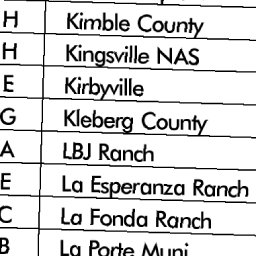 H Kimble County
H Kingsville NAS
E Kirbyville
G Kleberg County
A LBJ Ranch
E La Esperanza Ranch
C La Fonda Ranch
B La Porte Muni